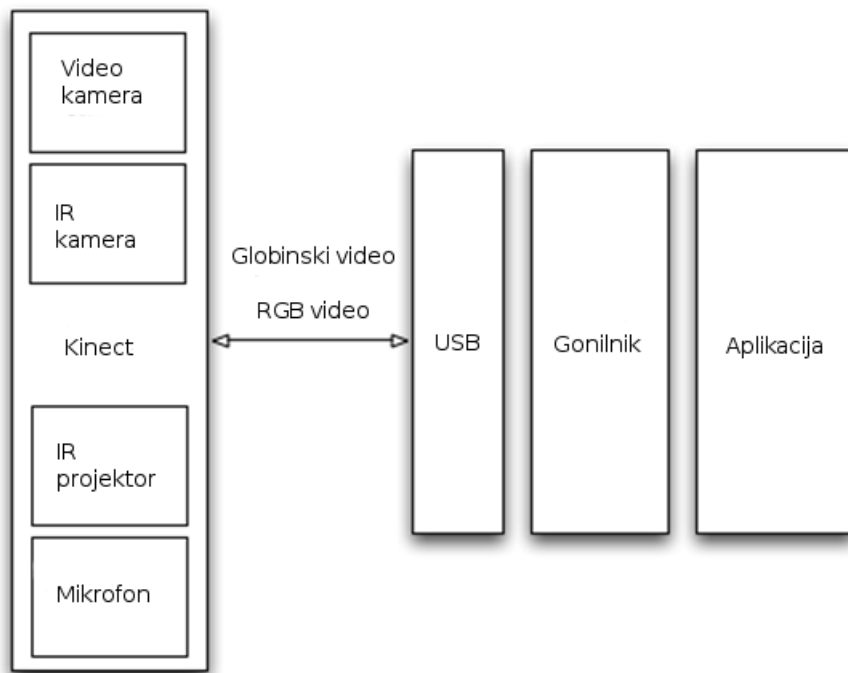 Video
kamera
IR
kamera
Kinect
IR
projektor
Mikrofon
Globinski video
RGB video
USB
Gonilnik
Aplikacija